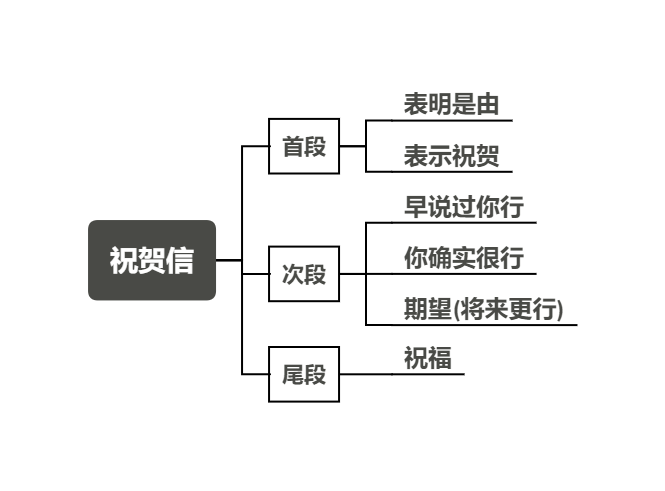 祝贺信
首段
表明是由
表示祝贺
次段
早说过你行
你确实很行
期望(将来更行)
尾段
祝福